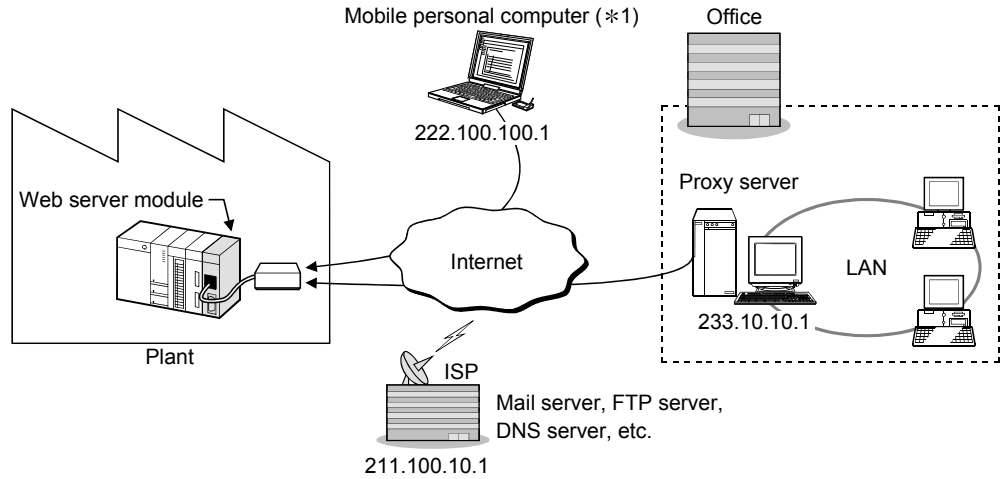 Mobile personal computer (＊1)
Office
222.100.100.1
Proxy server
Web server module
Internet
LAN
233.10.10.1
Plant
ISP
Mail server, FTP server,
DNS server, etc.
211.100.10.1